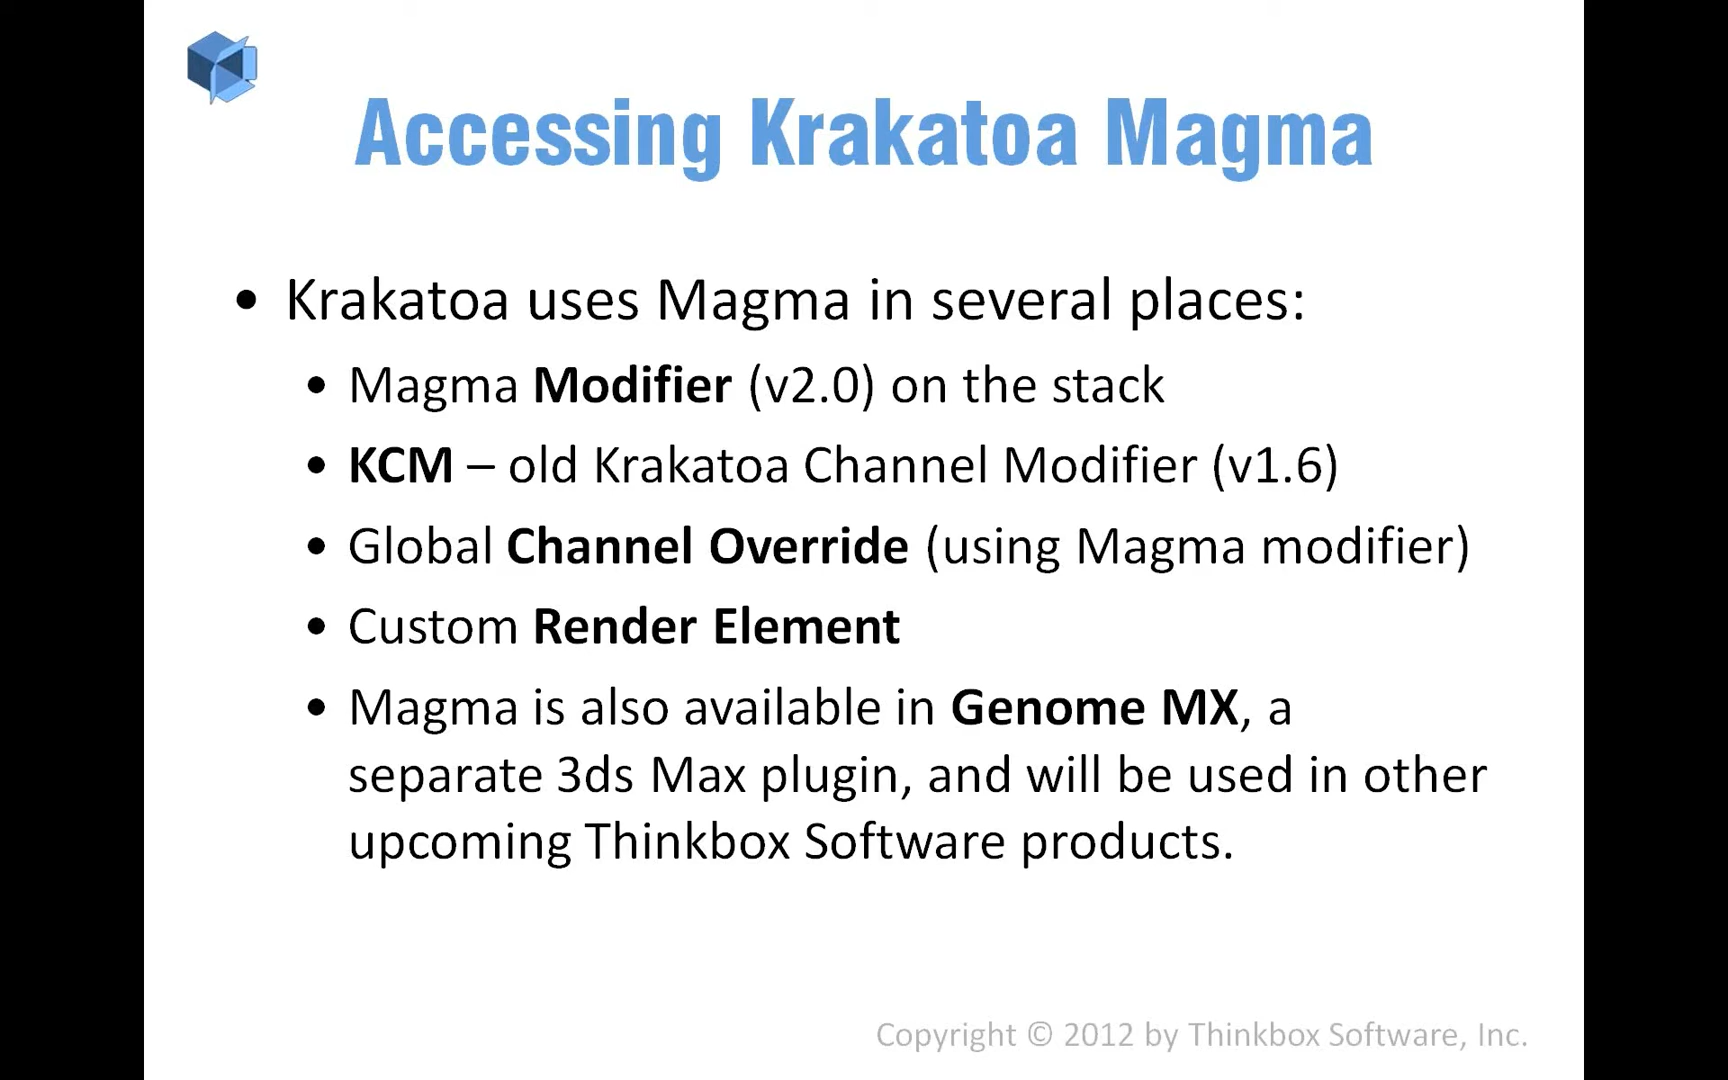 Accessing Krakatoa Magma
• Krakatoa uses Magma in several places:
• Magma Modifier (v2.0) on the stack
• KCM – old Krakatoa Channel Modifier (v1.6)
• Global Channel Override (using Magma modifier)
• Custom Render Element
• Magma is also available in Genome MX, a
separate 3ds Max plugin, and will be used in other
upcoming Thinkbox Software products.
Copyright © 2012 by Thinkbox Software, Inc.